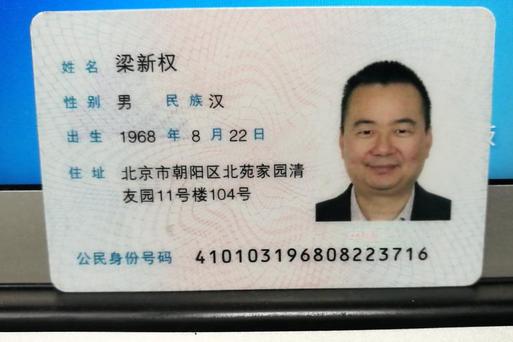 姓名 梁新权
性别 男 民族 汉
出生 1968 年 8 月 22 日
住址 北京市朝阳区北苑家园清
友园11号楼104号
公民身份号码 410103196808223716